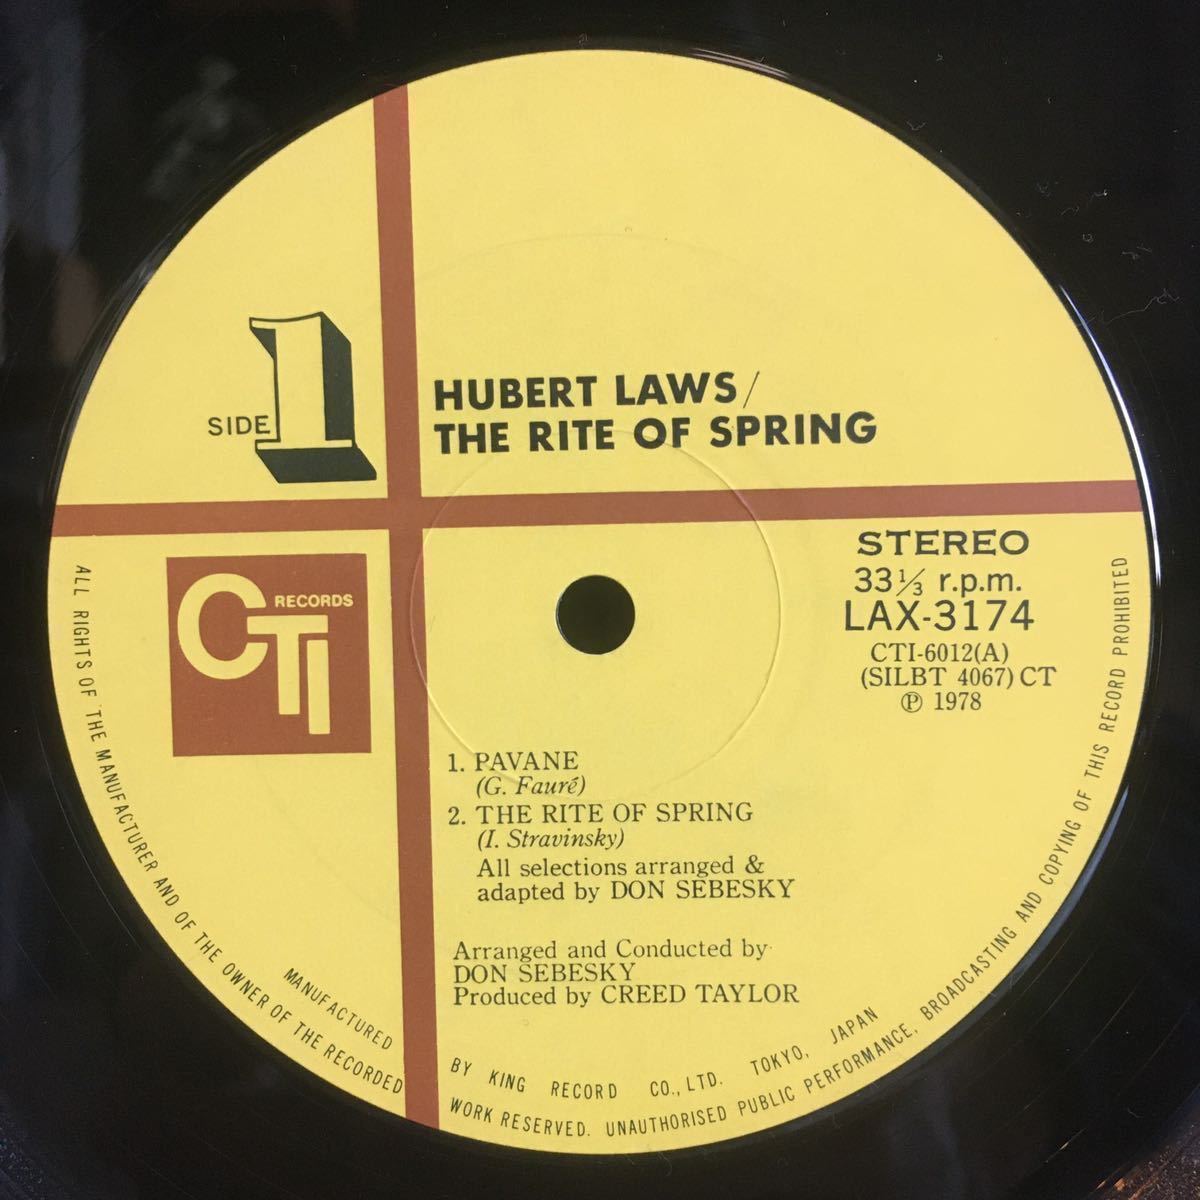 HUBERT LAWS/
THE RITE OF SPRING
SIDE 1
CTI RECORDS
STEREO
33⅓ r.p.m.
LAX-3174
CTI-6012(A)
(SILBT 4067) CT
℗ 1978
1. PAVANE
(G. Fauré)
2. THE RITE OF SPRING
(I. Stravinsky)
All selections arranged &
adapted by DON SEBESKY
Arranged and Conducted by
DON SEBESKY
Produced by CREED TAYLOR
MANUFACTURED BY KING RECORD CO., LTD. TOKYO, JAPAN
ALL RIGHTS OF THE MANUFACTURER AND OF THE OWNER OF THE RECORDED WORK RESERVED. UNAUTHORISED PUBLIC PERFORMANCE, BROADCASTING AND COPYING OF THIS RECORD PROHIBITED